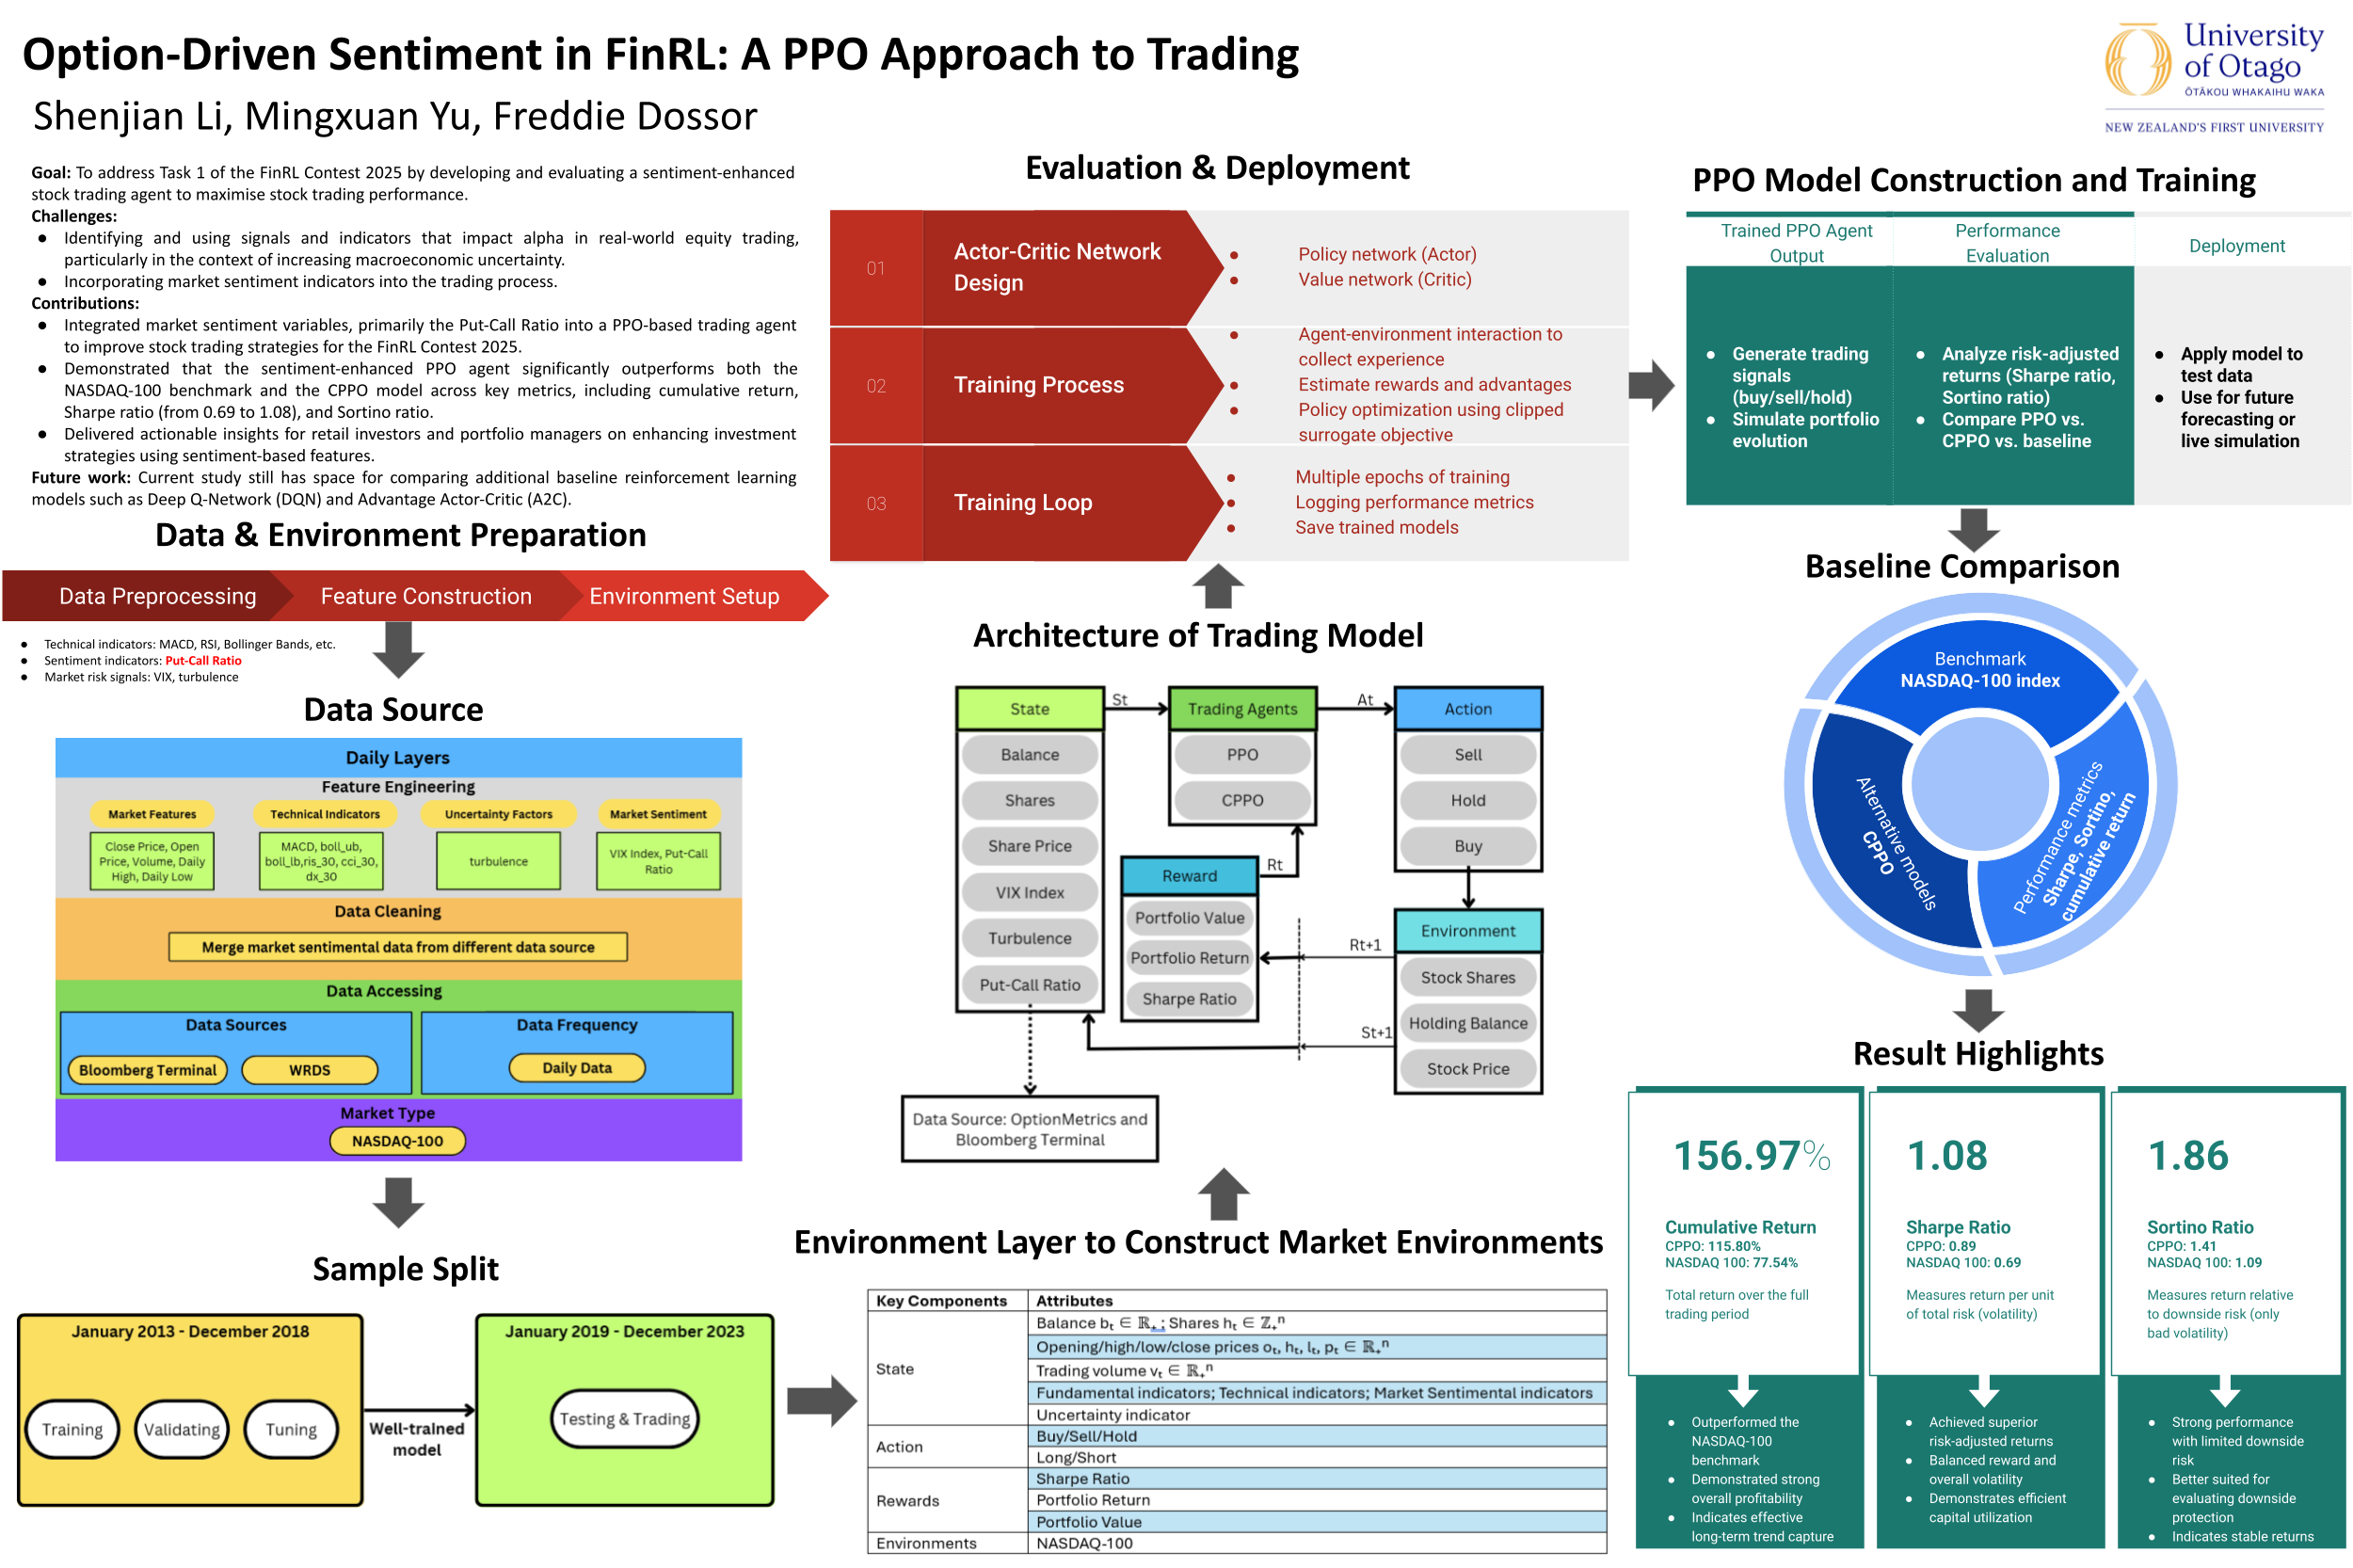 Option-Driven Sentiment in FinRL: A PPO Approach to Trading
Shenjian Li, Mingxuan Yu, Freddie Dossor
University
of Otago
ŌTĀKOU WHAKAIHU WAKA
NEW ZEALAND'S FIRST UNIVERSITY
Goal: To address Task 1 of the FinRL Contest 2025 by developing and evaluating a sentiment-enhanced
stock trading agent to maximise stock trading performance.
Challenges:
● Identifying and using signals and indicators that impact alpha in real-world equity trading,
particularly in the context of increasing macroeconomic uncertainty.
● Incorporating market sentiment indicators into the trading process.
Contributions:
● Integrated market sentiment variables, primarily the Put-Call Ratio into a PPO-based trading agent
to improve stock trading strategies for the FinRL Contest 2025.
● Demonstrated that the sentiment-enhanced PPO agent significantly outperforms both the
NASDAQ-100 benchmark and the CPPO model across key metrics, including cumulative return,
Sharpe ratio (from 0.69 to 1.08), and Sortino ratio.
● Delivered actionable insights for retail investors and portfolio managers on enhancing investment
strategies using sentiment-based features.
Future work: Current study still has space for comparing additional baseline reinforcement learning
models such as Deep Q-Network (DQN) and Advantage Actor-Critic (A2C).
Data & Environment Preparation
Data Preprocessing
Feature Construction
Environment Setup
● Technical indicators: MACD, RSI, Bollinger Bands, etc.
● Sentiment indicators: Put-Call Ratio
● Market risk signals: VIX, turbulence
Data Source
Daily Layers
Feature Engineering
Market Features
Technical Indicators
Uncertainty Factors
Market Sentiment
Close Price, Open
Price, Volume, Daily
High, Daily Low
MACD, boll_ub,
boll_lb,ris_30, cci_30,
dx_30
turbulence
VIX Index, Put-Call
Ratio
Data Cleaning
Merge market sentimental data from different data source
Data Accessing
Data Sources
Bloomberg Terminal
WRDS
Data Frequency
Daily Data
Market Type
NASDAQ-100
Sample Split
January 2013 - December 2018
Training
Validating
Tuning
Well-trained
model
January 2019 - December 2023
Testing & Trading
Evaluation & Deployment
01
Actor-Critic Network
Design
● Policy network (Actor)
● Value network (Critic)
02
Training Process
● Agent-environment interaction to
collect experience
● Estimate rewards and advantages
● Policy optimization using clipped
surrogate objective
03
Training Loop
● Multiple epochs of training
● Logging performance metrics
● Save trained models
Architecture of Trading Model
State
Balance
Shares
Share Price
VIX Index
Turbulence
Put-Call Ratio
St
Trading Agents
PPO
CPPO
At
Action
Sell
Hold
Buy
Rt
Reward
Portfolio Value
Portfolio Return
Sharpe Ratio
Rt+1
St+1
Environment
Stock Shares
Holding Balance
Stock Price
Data Source: OptionMetrics and
Bloomberg Terminal
Environment Layer to Construct Market Environments
Key Components Attributes
State
Balance bₜ ∈ ℝ₊ ; Shares hₜ ∈ ℤ₊ⁿ
Opening/high/low/close prices oₜ, hₜ, lₜ, pₜ ∈ ℝ₊ⁿ
Trading volume vₜ ∈ ℝ₊ⁿ
Fundamental indicators; Technical indicators; Market Sentimental indicators
Uncertainty indicator
Action
Buy/Sell/Hold
Long/Short
Rewards
Sharpe Ratio
Portfolio Return
Portfolio Value
Environments NASDAQ-100
PPO Model Construction and Training
Trained PPO Agent
Output
● Generate trading
signals
(buy/sell/hold)
● Simulate portfolio
evolution
Performance
Evaluation
● Analyze risk-adjusted
returns (Sharpe ratio,
Sortino ratio)
● Compare PPO vs.
CPPO vs. baseline
Deployment
● Apply model to
test data
● Use for future
forecasting or
live simulation
Baseline Comparison
Benchmark
NASDAQ-100 index
Alternative models
CPPO
Performance metrics
Sharpe, Sortino,
cumulative return
Result Highlights
156.97%
Cumulative Return
CPPO: 115.80%
NASDAQ 100: 77.54%
Total return over the full
trading period
● Outperformed the
NASDAQ-100
benchmark
● Demonstrated strong
overall profitability
● Indicates effective
long-term trend capture
1.08
Sharpe Ratio
CPPO: 0.89
NASDAQ 100: 0.69
Measures return per unit
of total risk (volatility)
● Achieved superior
risk-adjusted returns
● Balanced reward and
overall volatility
● Demonstrates efficient
capital utilization
1.86
Sortino Ratio
CPPO: 1.41
NASDAQ 100: 1.09
Measures return relative
to downside risk (only
bad volatility)
● Strong performance
with limited downside
risk
● Better suited for
evaluating downside
protection
● Indicates stable returns